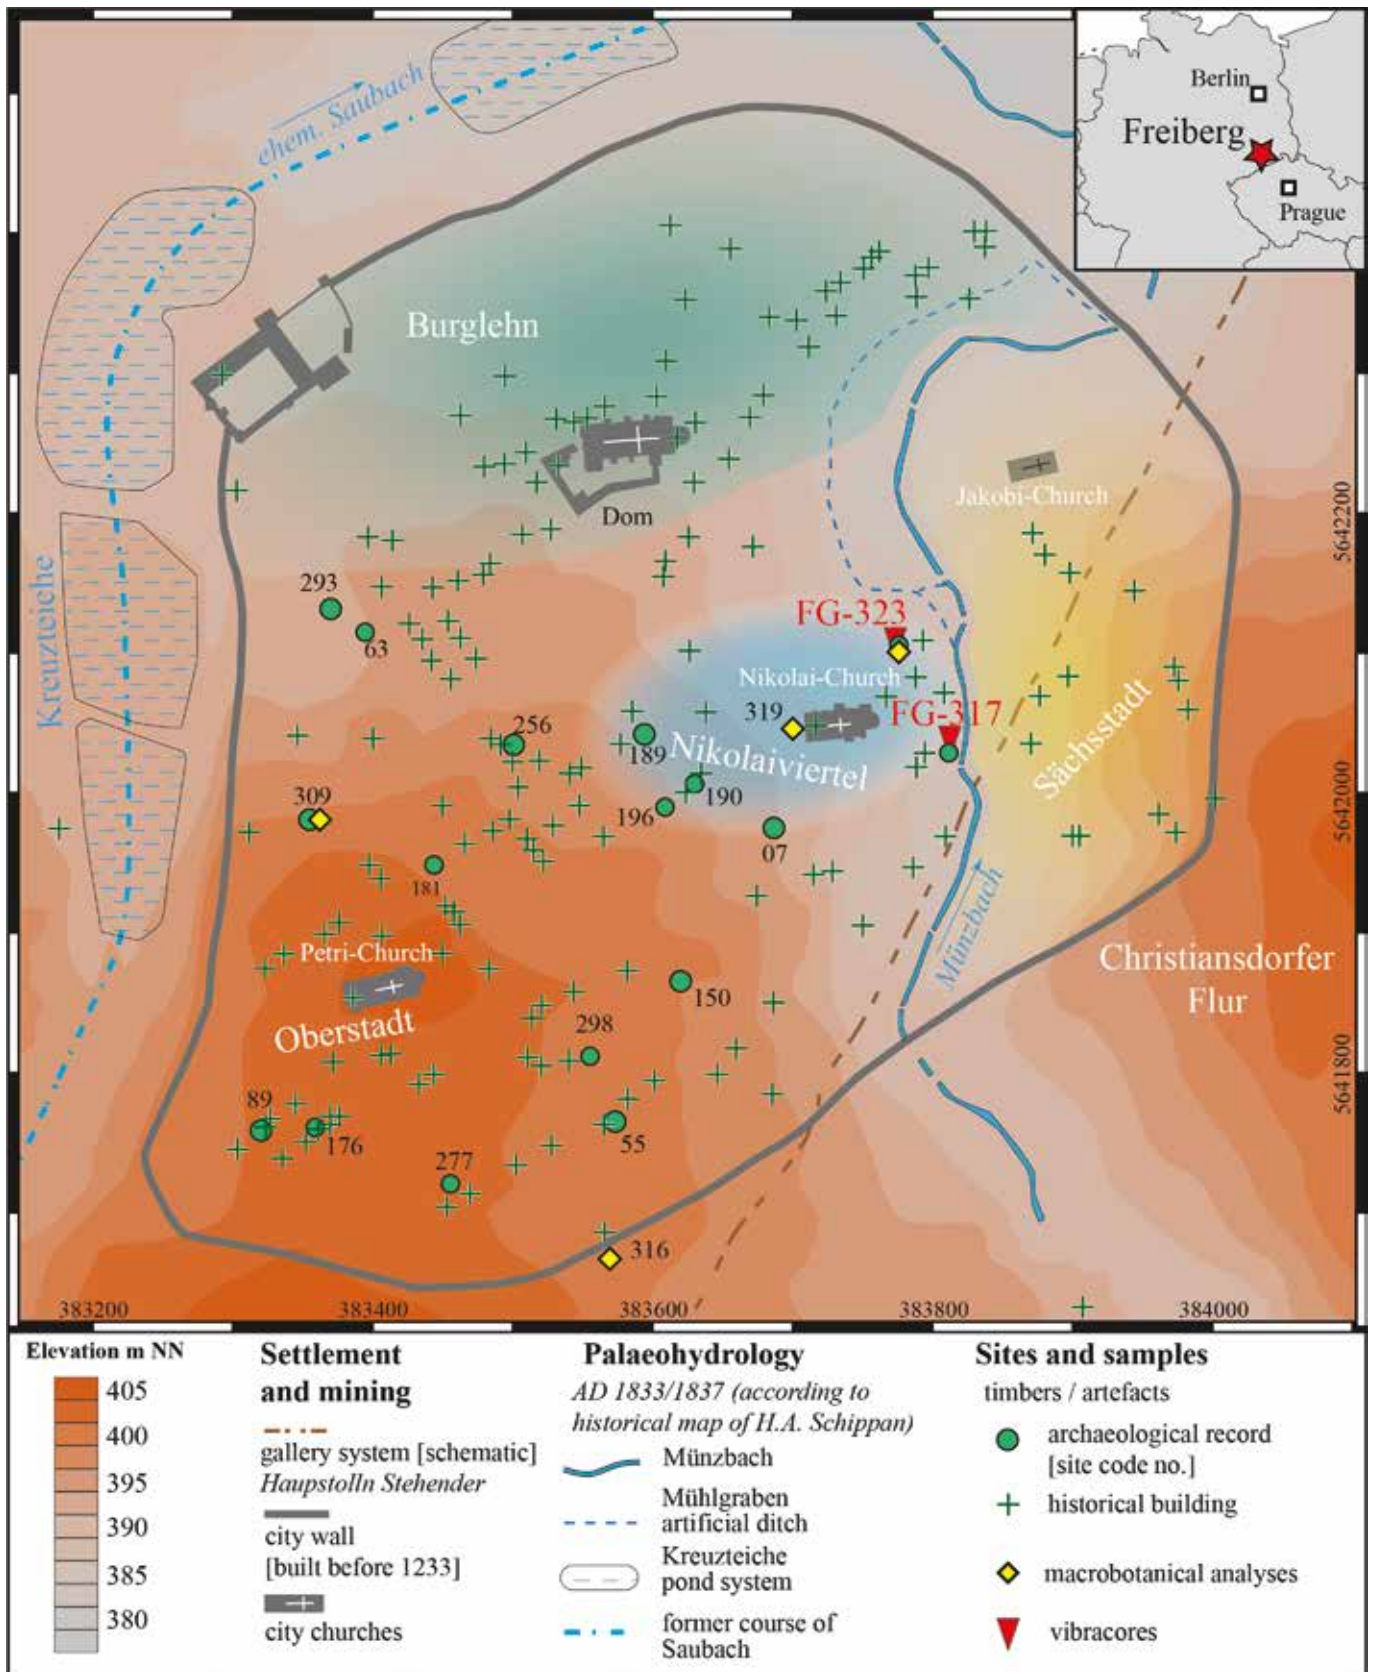 Berlin
Freiberg
Prague
ehem. Saubach
Burglehn
Jakobi-Church
Dom
5642200
Kreuzteiche
293
63
FG-323
Nikolai-Church
319
FG-317
256
189
Nikolaiviertel
Sächsstadt
190
196
07
309
181
5642000
Petri-Church
Münzbach
Christiansdorfer
Flur
150
Oberstadt
298
5641800
89
176
55
277
316
383200
383400
383600
383800
384000
Elevation m NN
405
400
395
390
385
380
Settlement
and mining
gallery system [schematic]
Haupstolln Stehender
city wall
[built before 1233]
city churches
Palaeohydrology
AD 1833/1837 (according to
historical map of H.A. Schippan)
Münzbach
Mühlgraben
artificial ditch
Kreuzteiche
pond system
former course of
Saubach
Sites and samples
timbers / artefacts
archaeological record
[site code no.]
historical building
macrobotanical analyses
vibracores